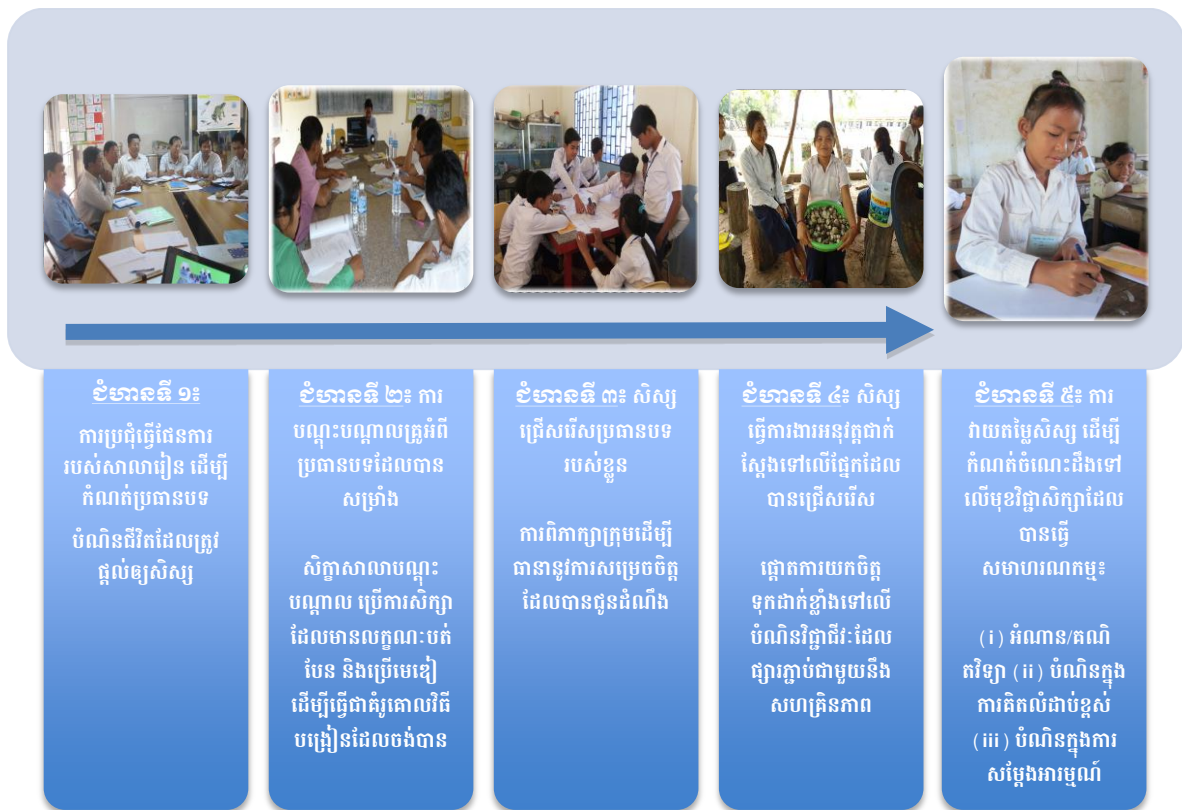 ជំហានទី ១៖
ការប្រជុំធ្វើផែនការ
របស់សាលារៀន ដើម្បី
កំណត់ប្រធានបទ
បំណិនជីវិតដែលត្រូវ
ផ្តល់ឲ្យសិស្ស
ជំហានទី ២៖ ការ
បណ្តុះបណ្តាលគ្រូអំពី
ប្រធានបទដែលបាន
សម្រាំង
សិក្ខាសាលាបណ្តុះ
បណ្តាល ប្រើការសិក្សា
ដែលមានលក្ខណៈបត់
បែន និងប្រើមេឌៀ
ដើម្បីធ្វើជាគំរូគោលវិធី
បង្រៀនដែលចង់បាន
ជំហានទី ៣៖ សិស្ស
ជ្រើសរើសប្រធានបទ
របស់ខ្លួន
ការពិភាក្សាក្រុមដើម្បី
ធានានូវការសម្រេចចិត្ត
ដែលបានជូនដំណឹង
ជំហានទី ៤៖ សិស្ស
ធ្វើការងារអនុវត្តជាក់
ស្តែងទៅលើផ្នែកដែល
បានជ្រើសរើស
ផ្តោតការយកចិត្ត
ទុកដាក់ខ្លាំងទៅលើ
បំណិនវិជ្ជាជីវៈដែល
ផ្សារភ្ជាប់ជាមួយនឹង
សហគ្រិនភាព
ជំហានទី ៥៖ ការ
វាយតម្លៃសិស្ស ដើម្បី
កំណត់ចំណេះដឹងទៅ
លើមុខវិជ្ជាសិក្សាដែល
បានធ្វើ
សមាហរណកម្ម៖
(i) អំណាន/គណិ
តវិទ្យា (ii) បំណិនក្នុង
ការគិតលំដាប់ខ្ពស់
(iii) បំណិនក្នុងការ
សម្តែងអារម្មណ៍